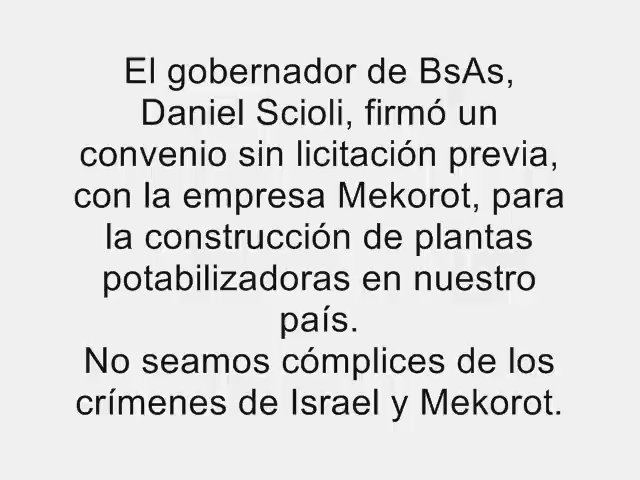 El gobernador de BsAs,
Daniel Scioli, firmó un
convenio sin licitación previa,
con la empresa Mekorot, para
la construcción de plantas
potabilizadoras en nuestro
país.
No seamos cómplices de los
crímenes de Israel y Mekorot.